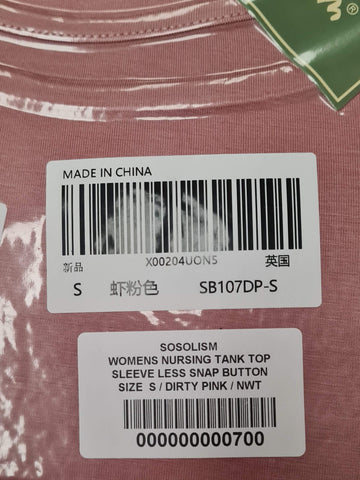 MADE IN CHINA
新品 X00204UON5 英国
S 虾粉色 SB107DP-S
SOSOLISM
WOMENS NURSING TANK TOP
SLEEVE LESS SNAP BUTTON
SIZE S / DIRTY PINK / NWT
000000000700